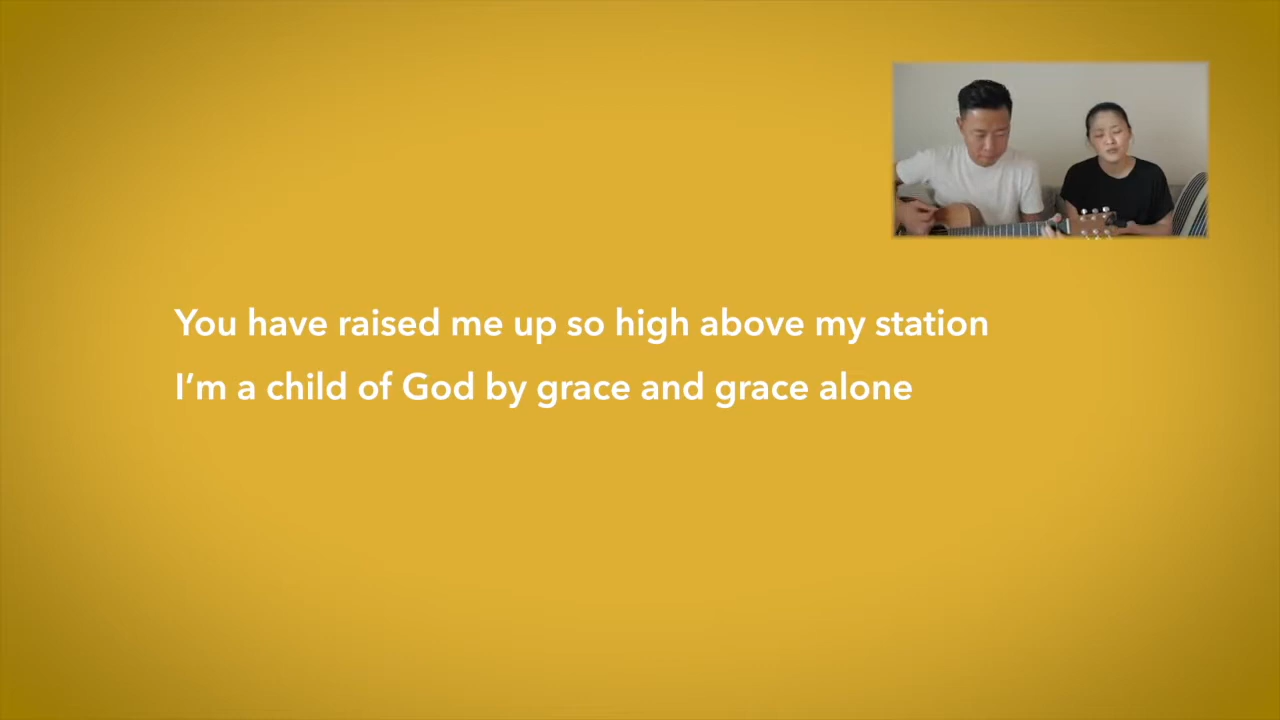 You have raised me up so high above my station
I’m a child of God by grace and grace alone